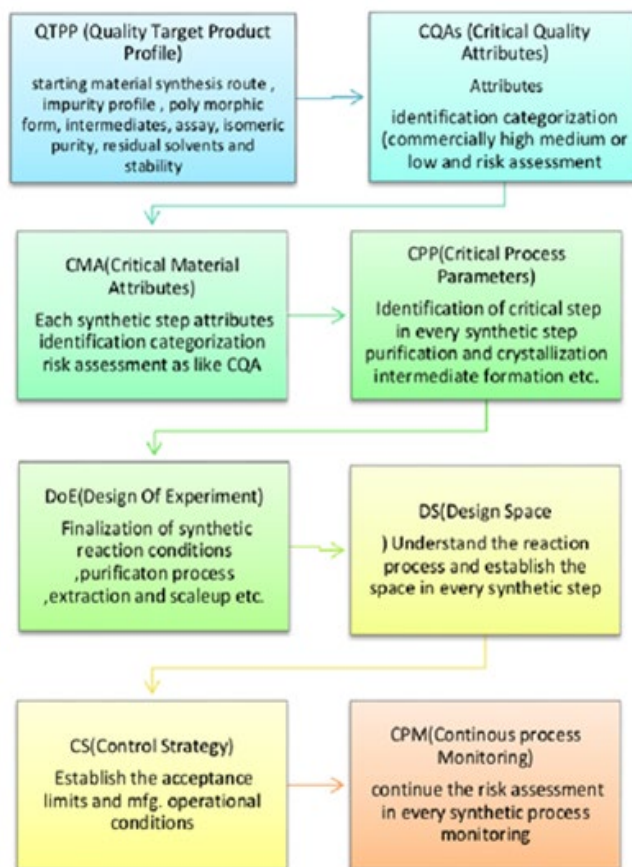 QTPP (Quality Target Product
Profile)
starting material synthesis route ,
impurity profile , poly morphic
form, intermediates, assay, isomeric
purity, residual solvents and
stability
CQAs (Critical Quality
Attributes)
Attributes
identification categorization
(commercially high medium or
low and risk assessment
CMA(Critical Material
Attributes)
Each synthetic step attributes
identification categorization
risk assessment as like CQA
CPP(Critical Process
Parameters)
Identification of critical step
in every synthetic step
purification and crystallization
intermediate formation etc.
DoE(Design Of Experiment)
Finalization of synthetic
reaction conditions
,purificaton process
,extraction and scaleup etc.
DS(Design Space
) Understand the reaction
process and establish the
space in every synthetic step
CS(Control Strategy)
Establish the acceptance
limits and mfg. operational
conditions
CPM(Continous process
Monitoring)
continue the risk assessment
in every synthetic process
monitoring